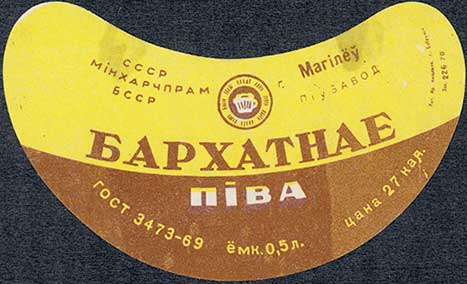 СССР
МІНХАРЧПРАМ
БССР
г. Магілёў
ПІЎЗАВОД
БАРХАТНАЕ
ПІВА
ГОСТ 3473-69
ёмк. 0,5 л.
цана 27 кап.